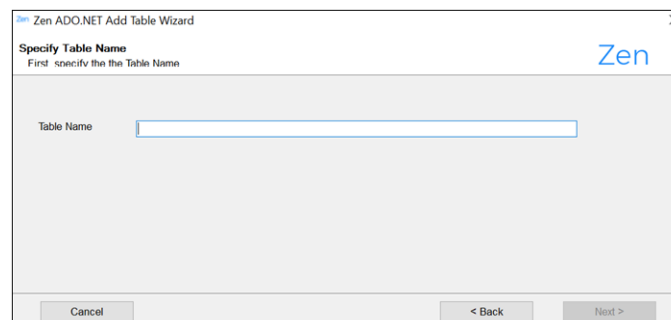 Zen Zen ADO.NET Add Table Wizard
Specify Table Name
First, specify the the Table Name
Zen
Table Name
Cancel
< Back
Next >